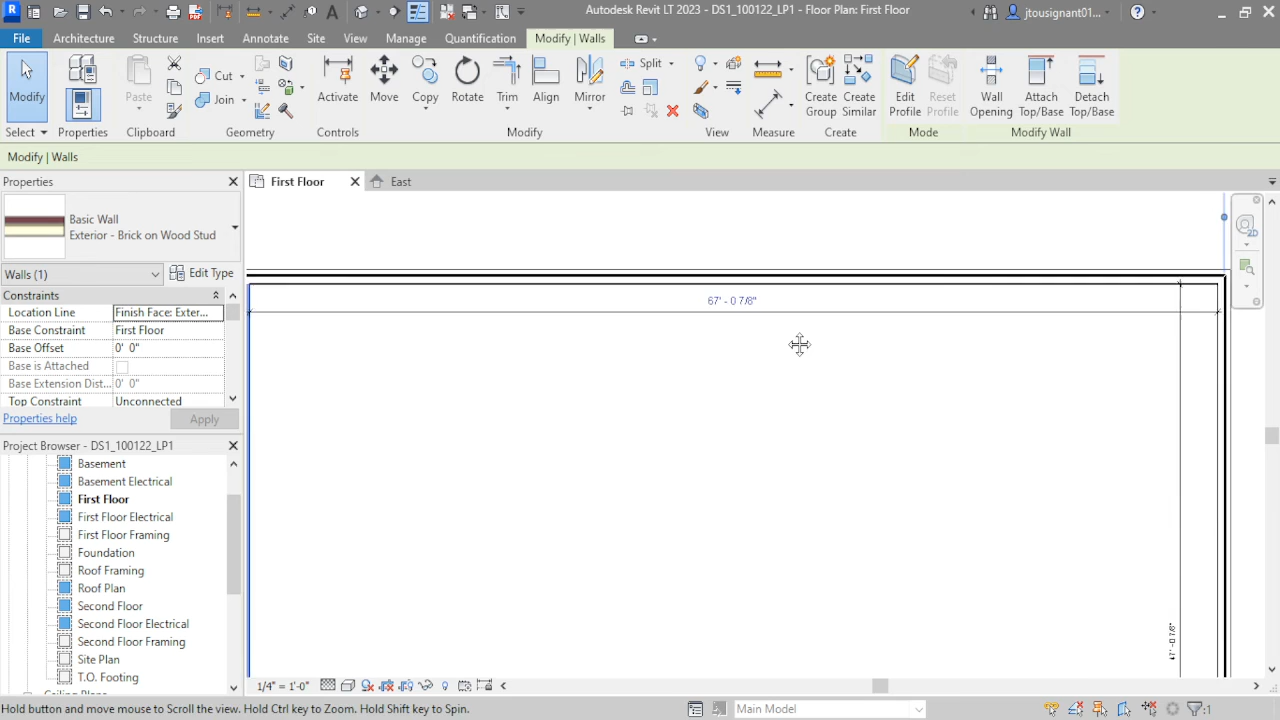 Autodesk Revit LT 2023 - DS1_100122_LP1 - Floor Plan: First Floor
jtousignant01...
File Architecture Structure Insert Annotate Site View Manage Quantification Modify | Walls
Modify Paste Cut Join Activate Move Copy Rotate Trim Align Mirror Split Create Group Create Similar Edit Profile Reset Profile Wall Opening Attach Top/Base Detach Top/Base
Select Properties Clipboard Geometry Controls Modify View Measure Create Mode Modify Wall
Modify | Walls
Properties
First Floor East
Basic Wall
Exterior - Brick on Wood Stud
Walls (1) Edit Type
Constraints
Location Line Finish Face: Exter...
Base Constraint First Floor
Base Offset 0' 0"
Base is Attached
Base Extension Dist... 0' 0"
Top Constraint Unconnected
Properties help Apply
Project Browser - DS1_100122_LP1
Basement
Basement Electrical
First Floor
First Floor Electrical
First Floor Framing
Foundation
Roof Framing
Roof Plan
Second Floor
Second Floor Electrical
Second Floor Framing
Site Plan
T.O. Footing
67' - 0 7/8"
2D
1/4" = 1'-0"
Hold button and move mouse to Scroll the view. Hold Ctrl key to Zoom. Hold Shift key to Spin.
Main Model
:1